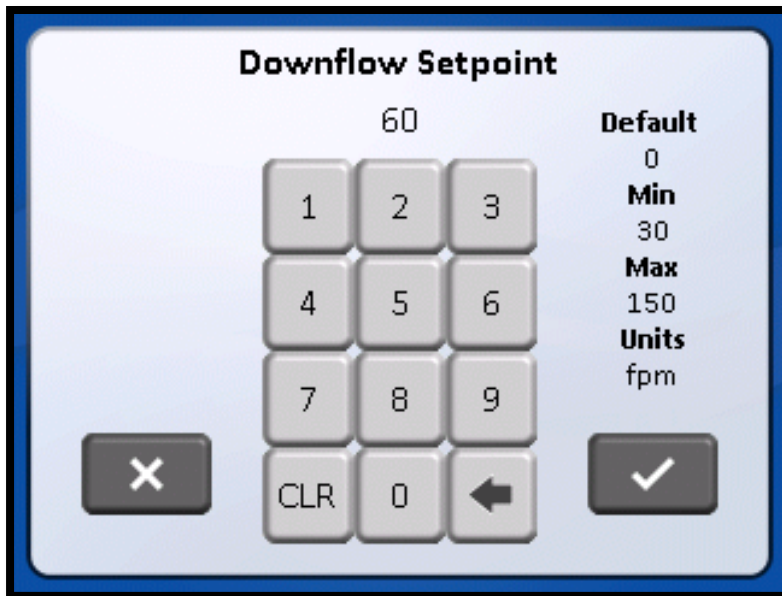 Downflow Setpoint
60
Default
0
Min
30
Max
150
Units
fpm
1 2 3
4 5 6
7 8 9
CLR 0